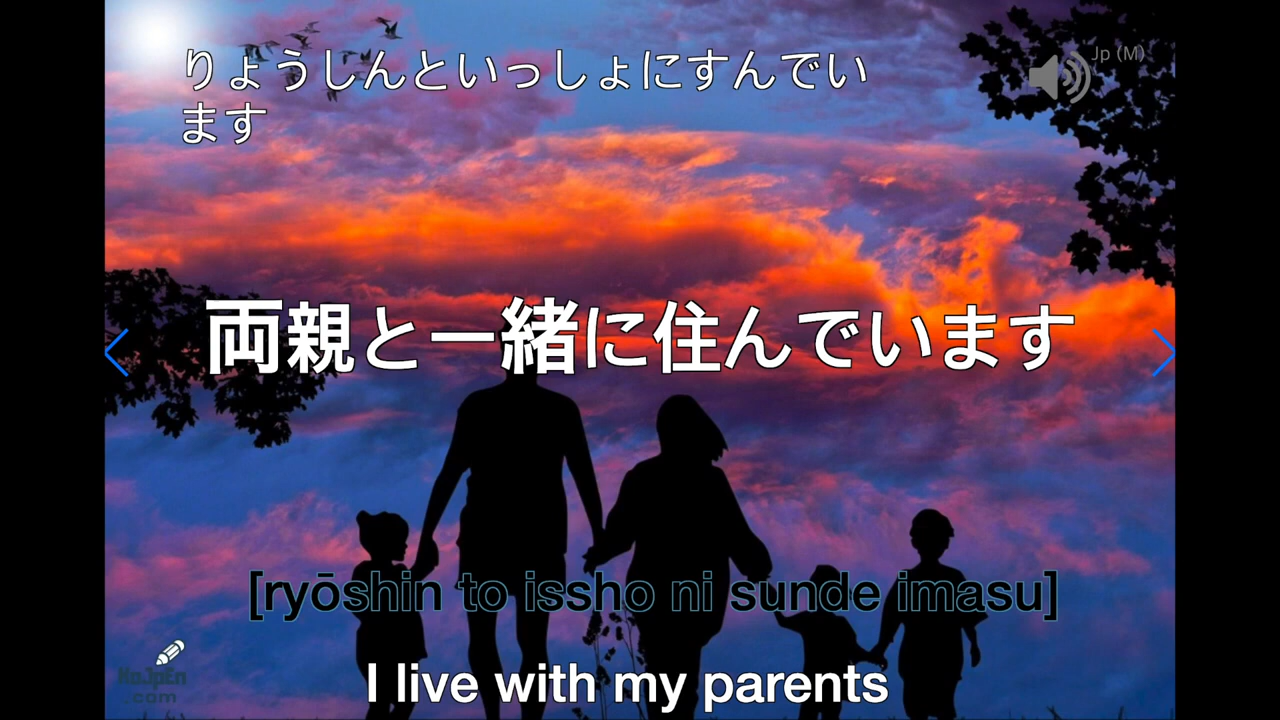 りょうしんといっしょにすんでい
ます
Jp (M)
両親と一緒に住んでいます
[ryōshin to issho ni sunde imasu]
I live with my parents
KoJpEn
.com